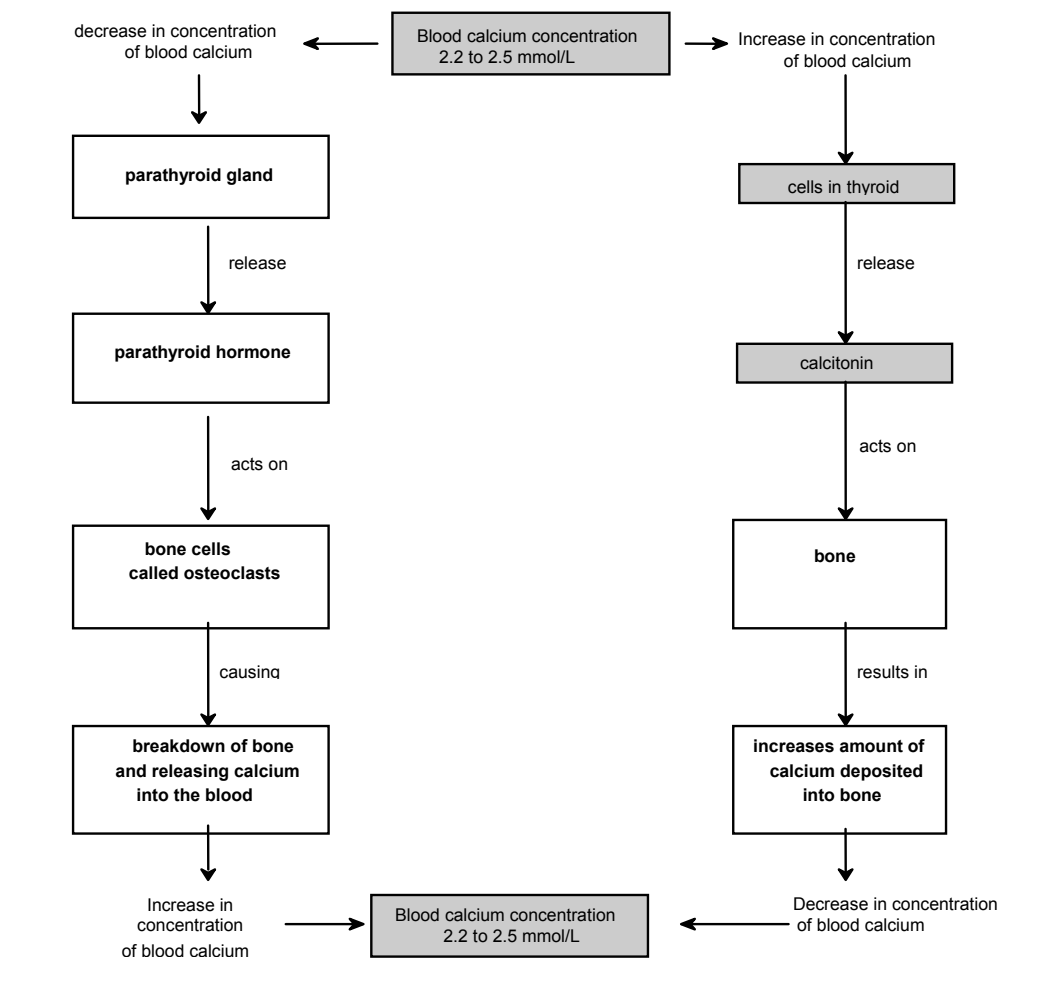 decrease in concentration
of blood calcium
Blood calcium concentration
2.2 to 2.5 mmol/L
Increase in concentration
of blood calcium
parathyroid gland
release
parathyroid hormone
acts on
bone cells
called osteoclasts
causing
breakdown of bone
and releasing calcium
into the blood
Increase in
concentration
of blood calcium
cells in thyroid
release
calcitonin
acts on
bone
results in
increases amount of
calcium deposited
into bone
Decrease in concentration
of blood calcium
Blood calcium concentration
2.2 to 2.5 mmol/L